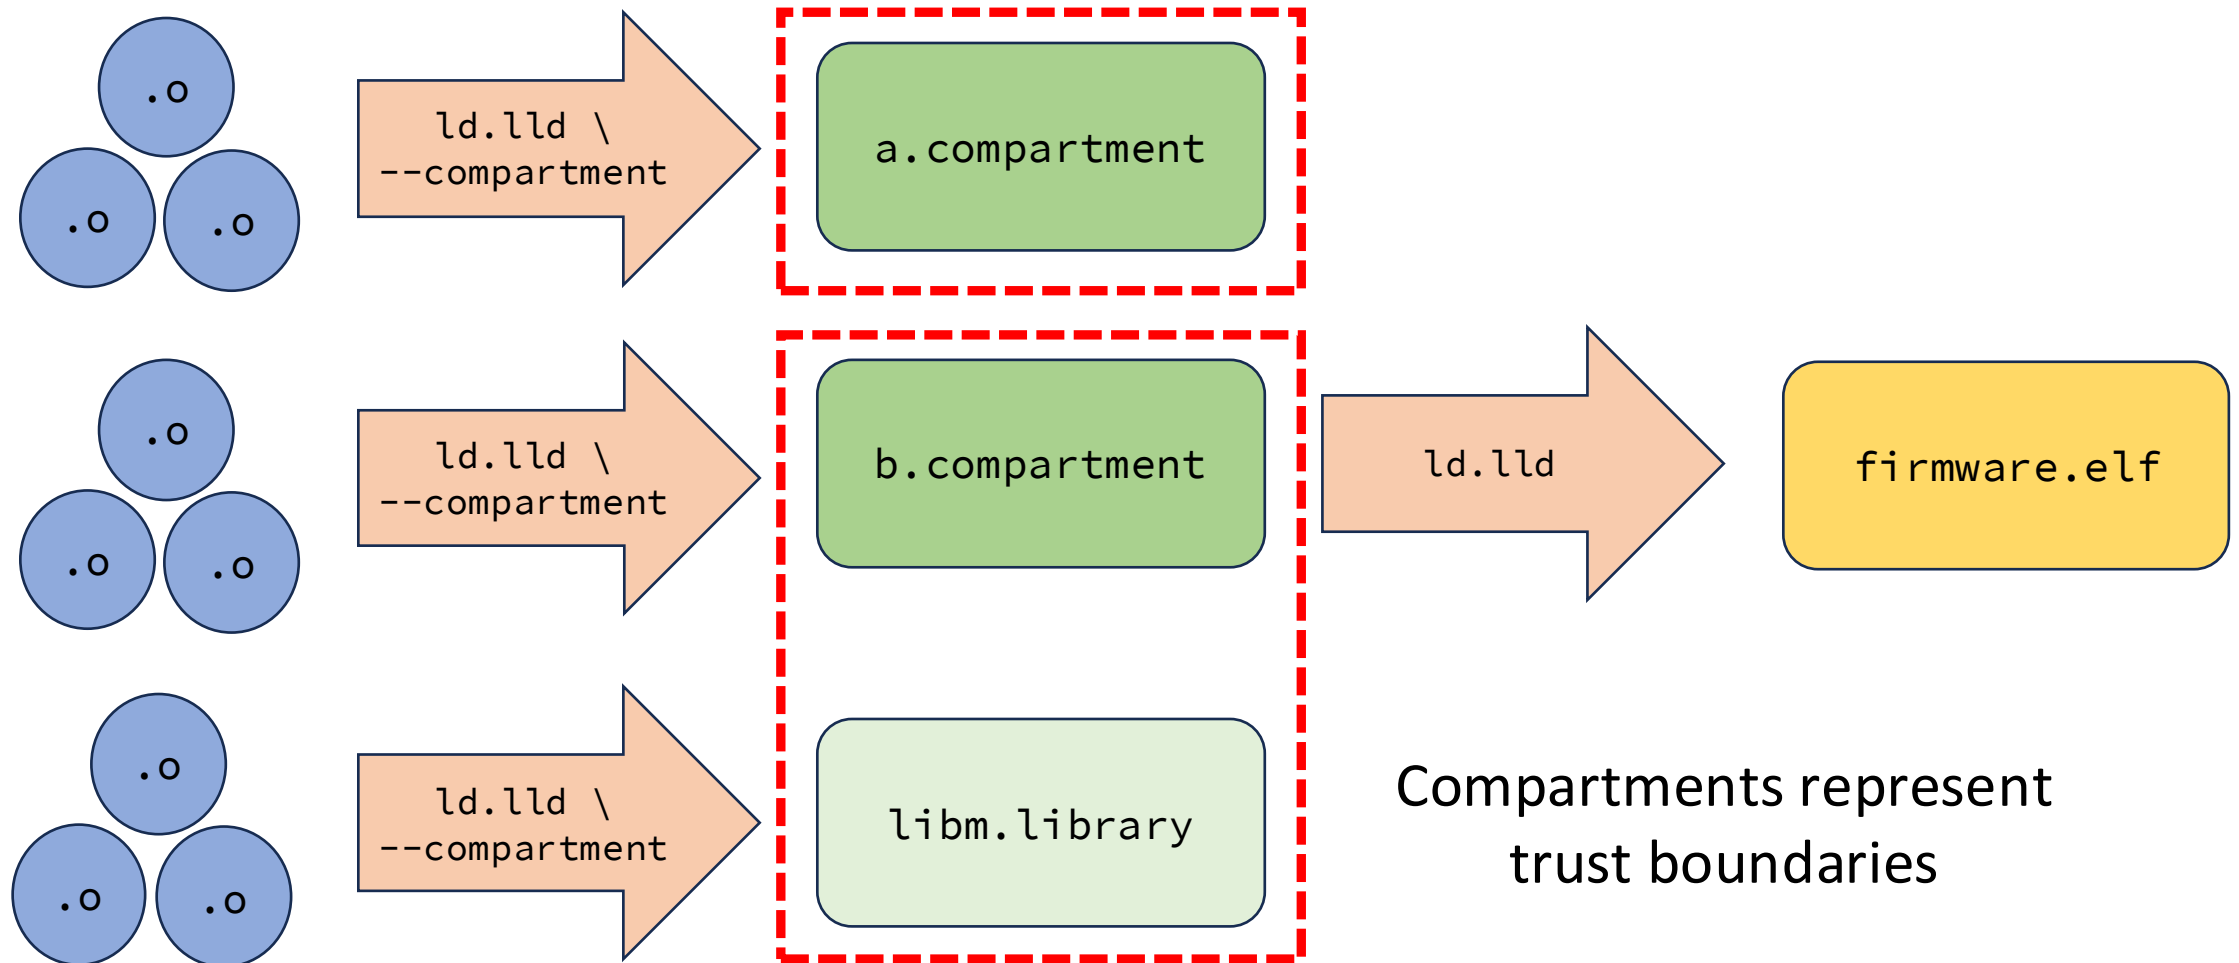 .o
.o
.o
ld.lld \
--compartment
a.compartment
.o
.o
.o
ld.lld \
--compartment
b.compartment
ld.lld
firmware.elf
.o
.o
.o
ld.lld \
--compartment
libm.library
Compartments represent
trust boundaries